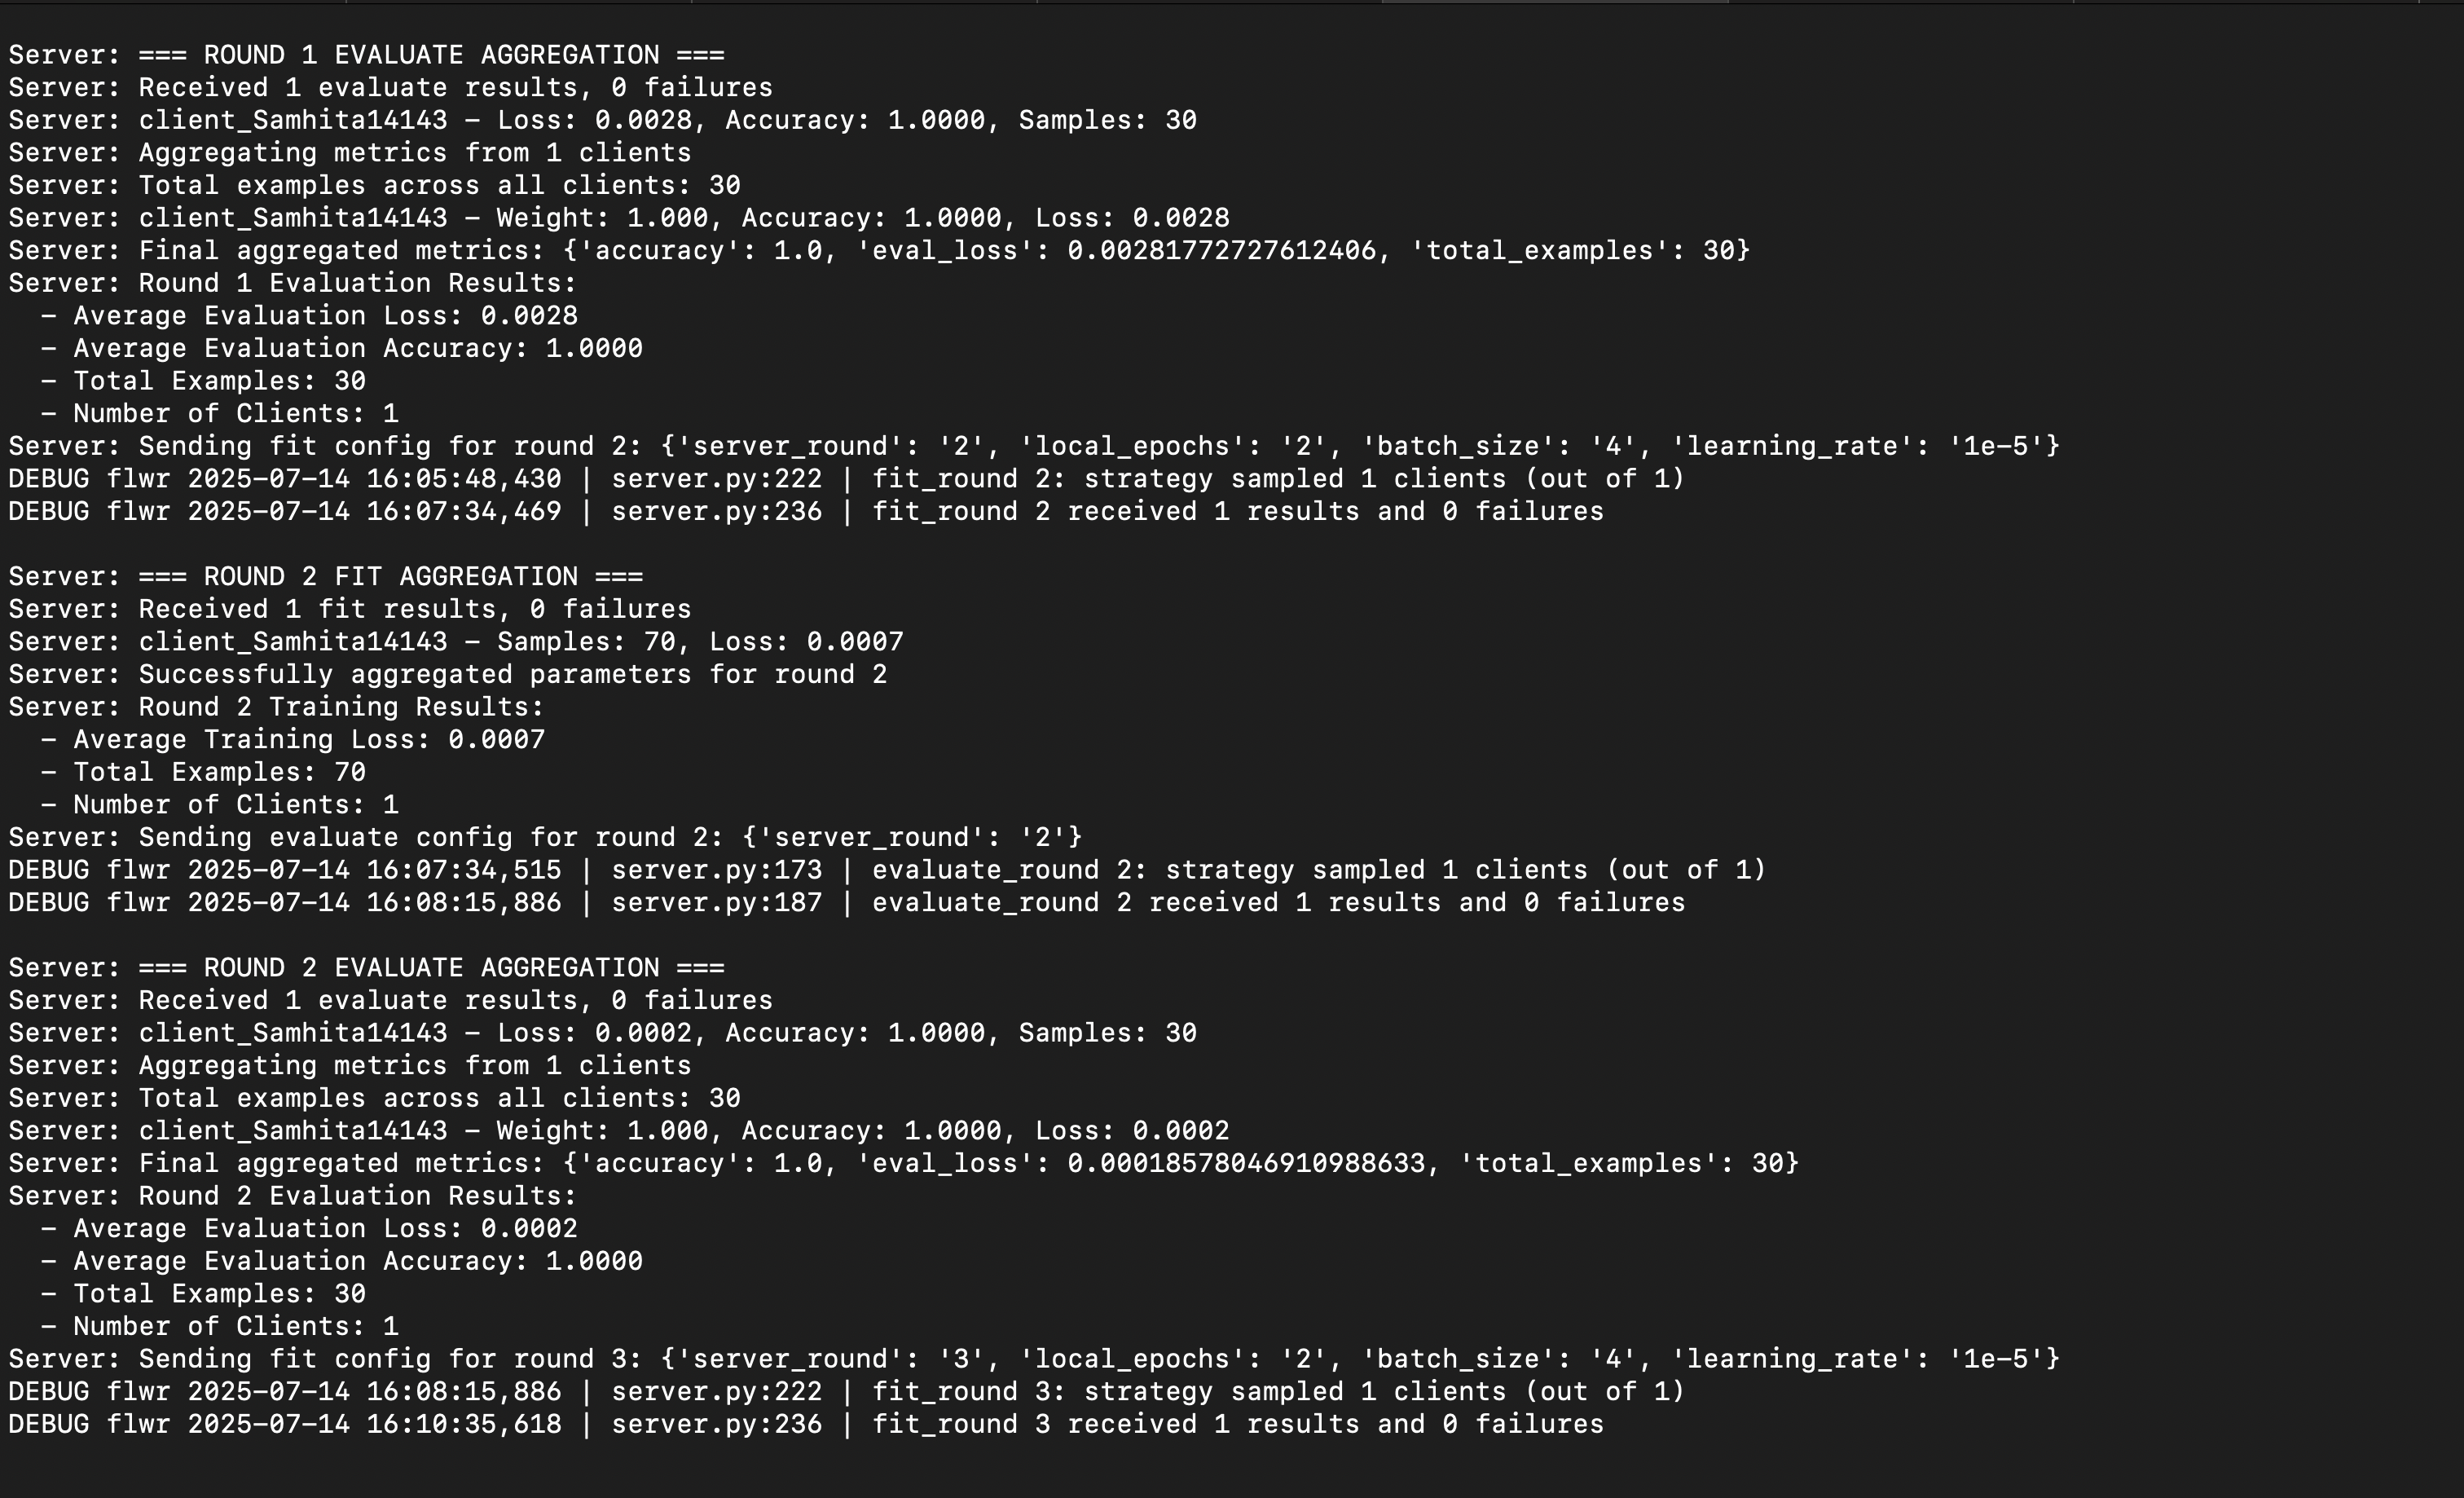 Server: === ROUND 1 EVALUATE AGGREGATION ===
Server: Received 1 evaluate results, 0 failures
Server: client_Samhita14143 – Loss: 0.0028, Accuracy: 1.0000, Samples: 30
Server: Aggregating metrics from 1 clients
Server: Total examples across all clients: 30
Server: client_Samhita14143 – Weight: 1.000, Accuracy: 1.0000, Loss: 0.0028
Server: Final aggregated metrics: {'accuracy': 1.0, 'eval_loss': 0.00281772727612406, 'total_examples': 30}
Server: Round 1 Evaluation Results:
  – Average Evaluation Loss: 0.0028
  – Average Evaluation Accuracy: 1.0000
  – Total Examples: 30
  – Number of Clients: 1
Server: Sending fit config for round 2: {'server_round': '2', 'local_epochs': '2', 'batch_size': '4', 'learning_rate': '1e-5'}
DEBUG flwr 2025-07-14 16:05:48,430 | server.py:222 | fit_round 2: strategy sampled 1 clients (out of 1)
DEBUG flwr 2025-07-14 16:07:34,469 | server.py:236 | fit_round 2 received 1 results and 0 failures
Server: === ROUND 2 FIT AGGREGATION ===
Server: Received 1 fit results, 0 failures
Server: client_Samhita14143 – Samples: 70, Loss: 0.0007
Server: Successfully aggregated parameters for round 2
Server: Round 2 Training Results:
  – Average Training Loss: 0.0007
  – Total Examples: 70
  – Number of Clients: 1
Server: Sending evaluate config for round 2: {'server_round': '2'}
DEBUG flwr 2025-07-14 16:07:34,515 | server.py:173 | evaluate_round 2: strategy sampled 1 clients (out of 1)
DEBUG flwr 2025-07-14 16:08:15,886 | server.py:187 | evaluate_round 2 received 1 results and 0 failures
Server: === ROUND 2 EVALUATE AGGREGATION ===
Server: Received 1 evaluate results, 0 failures
Server: client_Samhita14143 – Loss: 0.0002, Accuracy: 1.0000, Samples: 30
Server: Aggregating metrics from 1 clients
Server: Total examples across all clients: 30
Server: client_Samhita14143 – Weight: 1.000, Accuracy: 1.0000, Loss: 0.0002
Server: Final aggregated metrics: {'accuracy': 1.0, 'eval_loss': 0.00018578046910988633, 'total_examples': 30}
Server: Round 2 Evaluation Results:
  – Average Evaluation Loss: 0.0002
  – Average Evaluation Accuracy: 1.0000
  – Total Examples: 30
  – Number of Clients: 1
Server: Sending fit config for round 3: {'server_round': '3', 'local_epochs': '2', 'batch_size': '4', 'learning_rate': '1e-5'}
DEBUG flwr 2025-07-14 16:08:15,886 | server.py:222 | fit_round 3: strategy sampled 1 clients (out of 1)
DEBUG flwr 2025-07-14 16:10:35,618 | server.py:236 | fit_round 3 received 1 results and 0 failures